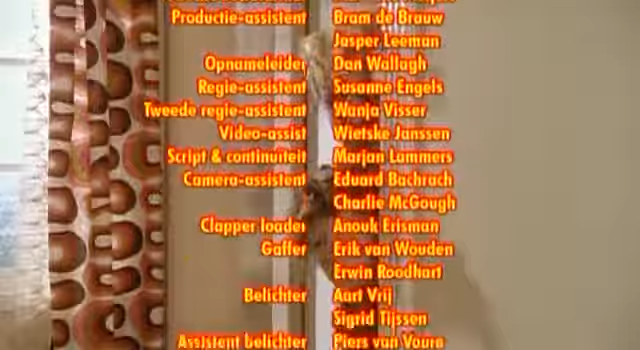 Productie-assistent Bram de Brauw
Jasper Leeman
Opnameleider Dan Wallagh
Regie-assistent Susanne Engels
Tweede regie-assistent Wanja Visser
Video-assist Wietske Janssen
Script & continuïteit Marjan Lammers
Camera-assistent Eduard Bachrach
Charlie McGough
Clapper loader Anouk Erisman
Gaffer Erik van Wouden
Erwin Roodhart
Belichter Aart Vrij
Sigrid Tijssen
Assistent belichter Piers van Voura